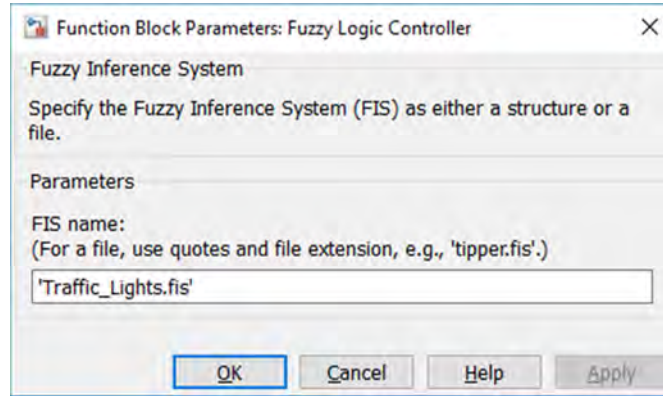 Function Block Parameters: Fuzzy Logic Controller
Fuzzy Inference System
Specify the Fuzzy Inference System (FIS) as either a structure or a
file.
Parameters
FIS name:
(For a file, use quotes and file extension, e.g., 'tipper.fis'.)
'Traffic_Lights.fis'
OK Cancel Help Apply